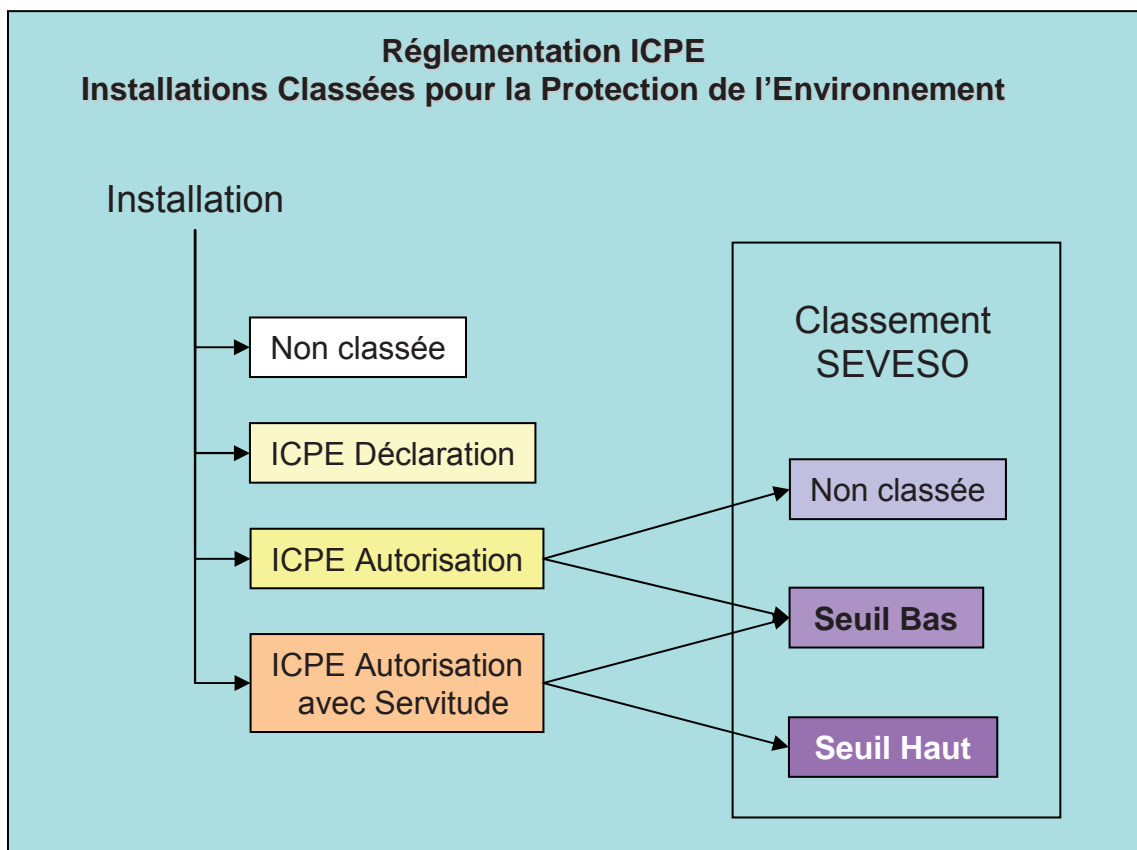 Réglementation ICPE
Installations Classées pour la Protection de l'Environnement
Installation
Non classée
ICPE Déclaration
ICPE Autorisation
ICPE Autorisation
avec Servitude
Classement
SEVESO
Non classée
Seuil Bas
Seuil Haut